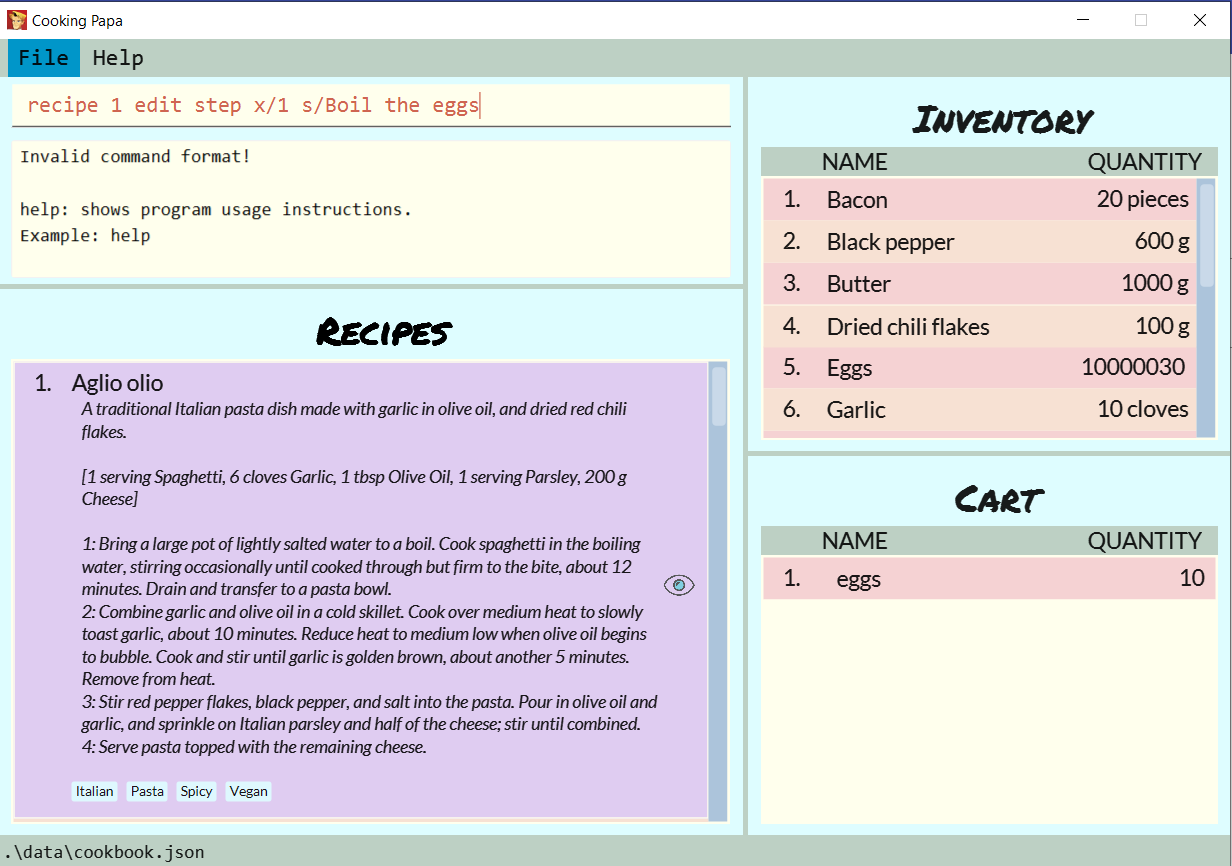 Cooking Papa
File Help
recipe 1 edit step x/1 s/Boil the eggs
Invalid command format!
help: shows program usage instructions.
Example: help
RECIPES
1. Aglio olio
A traditional Italian pasta dish made with garlic in olive oil, and dried red chili
flakes.
[1 serving Spaghetti, 6 cloves Garlic, 1 tbsp Olive Oil, 1 serving Parsley, 200 g
Cheese]
1: Bring a large pot of lightly salted water to a boil. Cook spaghetti in the boiling
water, stirring occasionally until cooked through but firm to the bite, about 12
minutes. Drain and transfer to a pasta bowl.
2: Combine garlic and olive oil in a cold skillet. Cook over medium heat to slowly
toast garlic, about 10 minutes. Reduce heat to medium low when olive oil begins
to bubble. Cook and stir until garlic is golden brown, about another 5 minutes.
Remove from heat.
3: Stir red pepper flakes, black pepper, and salt into the pasta. Pour in olive oil and
garlic, and sprinkle on Italian parsley and half of the cheese; stir until combined.
4: Serve pasta topped with the remaining cheese.
Italian Pasta Spicy Vegan
INVENTORY
NAME QUANTITY
1. Bacon 20 pieces
2. Black pepper 600 g
3. Butter 1000 g
4. Dried chili flakes 100 g
5. Eggs 10000030
6. Garlic 10 cloves
CART
NAME QUANTITY
1. eggs 10
.\data\cookbook.json